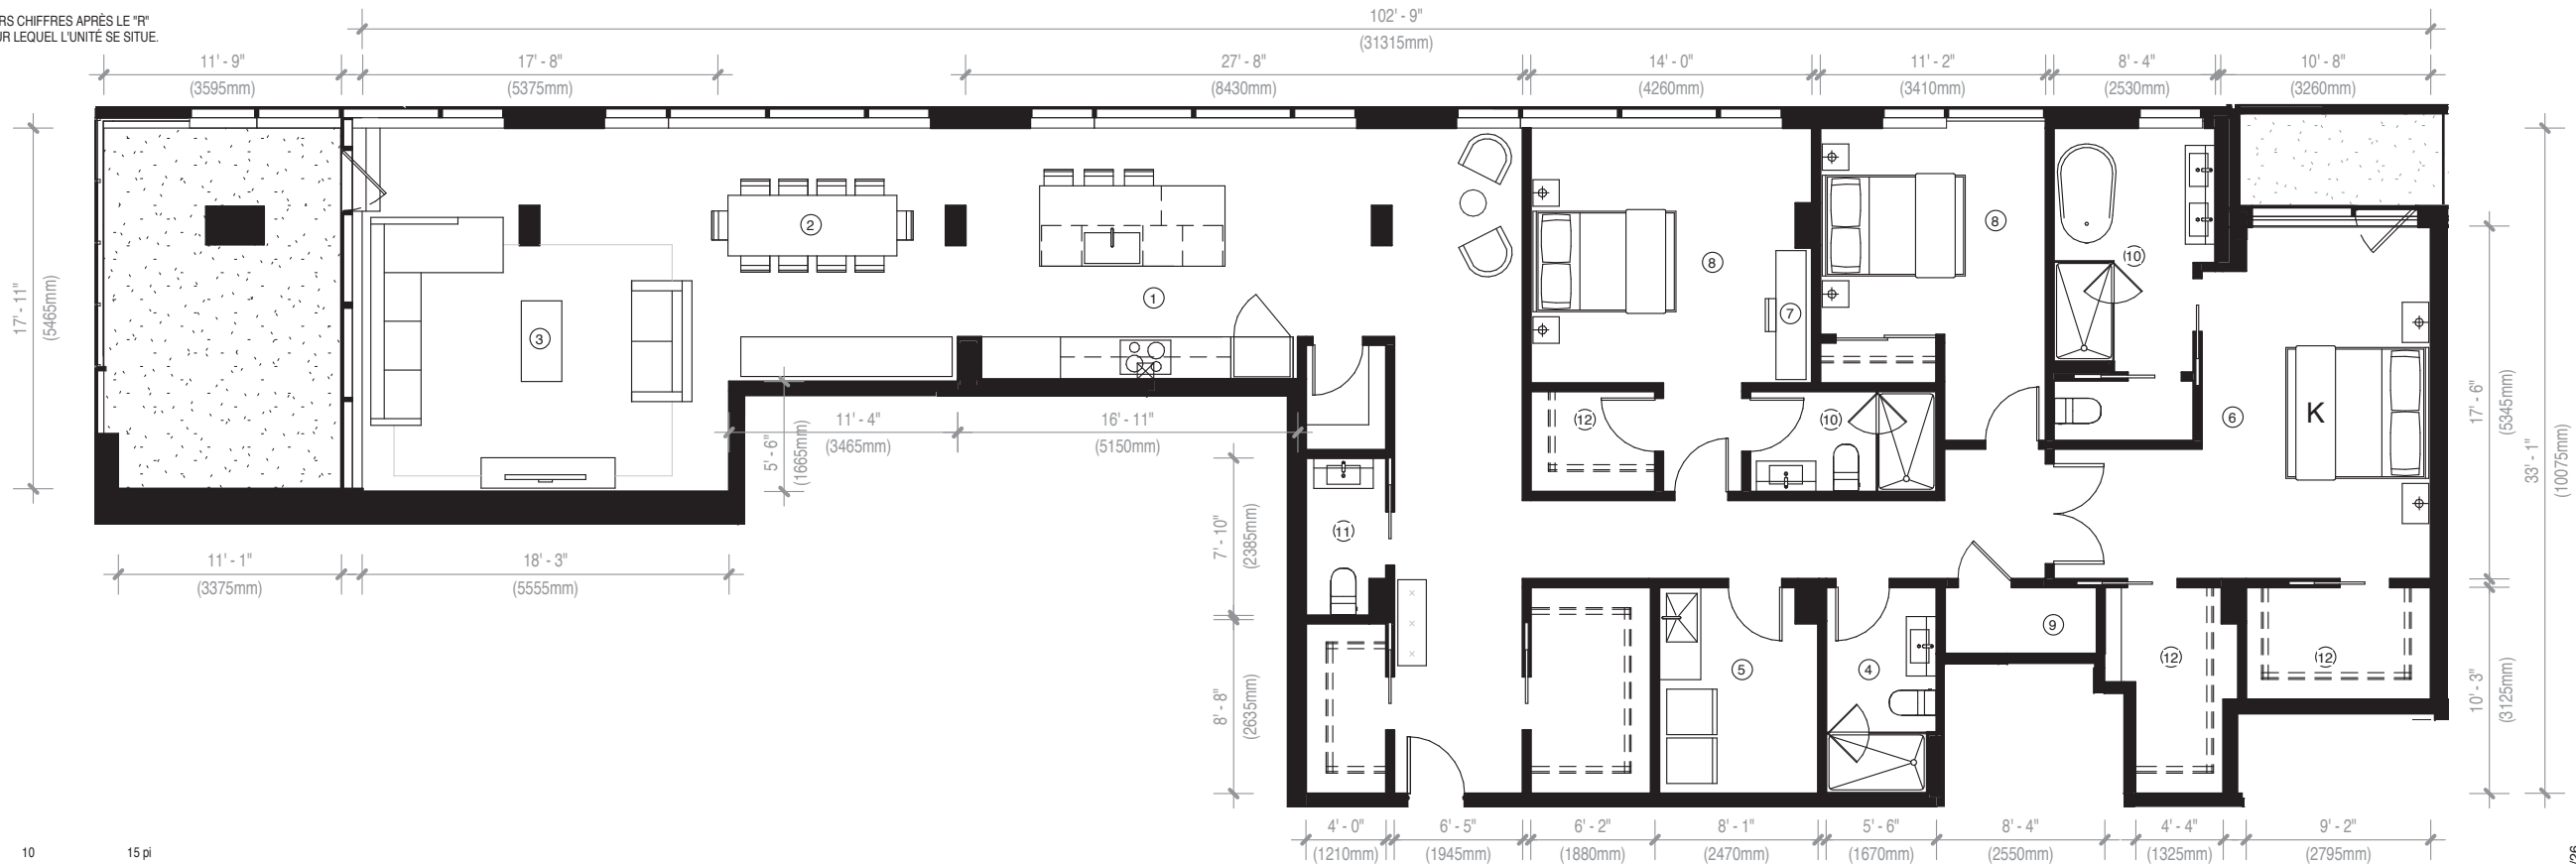 RS CHIFFRES APRÈS LE "R"
UR LEQUEL L'UNITÉ SE SITUE.
102' - 9"
(31315mm)
11' - 9"
(3595mm)
17' - 8"
(5375mm)
27' - 8"
(8430mm)
14' - 0"
(4260mm)
11' - 2"
(3410mm)
8' - 4"
(2530mm)
10' - 8"
(3260mm)
17' - 11"
(5465mm)
2
8
8
10
1
7
3
6
K
17' - 6"
(5345mm)
33' - 1"
(10075mm)
11' - 4"
(3465mm)
16' - 11"
(5150mm)
5' - 6"
(1665mm)
12
10
11
7' - 10"
(2385mm)
11' - 1"
(3375mm)
18' - 3"
(5555mm)
9
5
4
12
12
8' - 8"
(2635mm)
10' - 3"
(3125mm)
4' - 0"
(1210mm)
6' - 5"
(1945mm)
6' - 2"
(1880mm)
8' - 1"
(2470mm)
5' - 6"
(1670mm)
8' - 4"
(2550mm)
4' - 4"
(1325mm)
9' - 2"
(2795mm)
10 15 pi